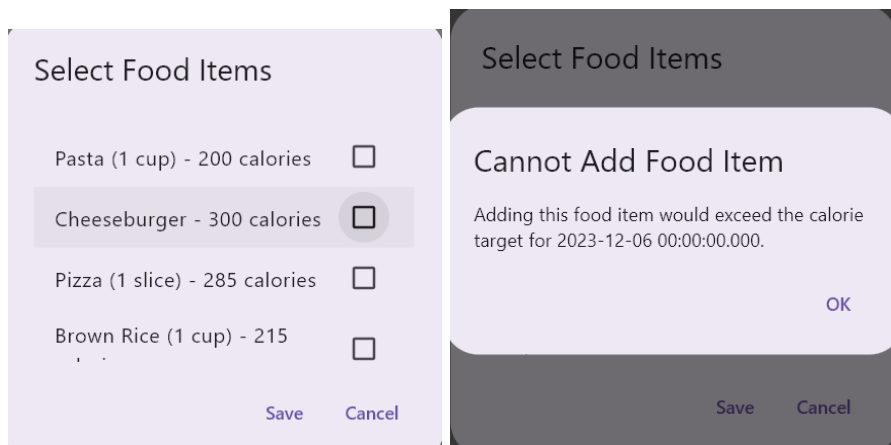 Select Food Items
Pasta (1 cup) - 200 calories
Cheeseburger - 300 calories
Pizza (1 slice) - 285 calories
Brown Rice (1 cup) - 215
Save Cancel
Select Food Items
Cannot Add Food Item
Adding this food item would exceed the calorie
target for 2023-12-06 00:00:00.000.
OK
Save Cancel